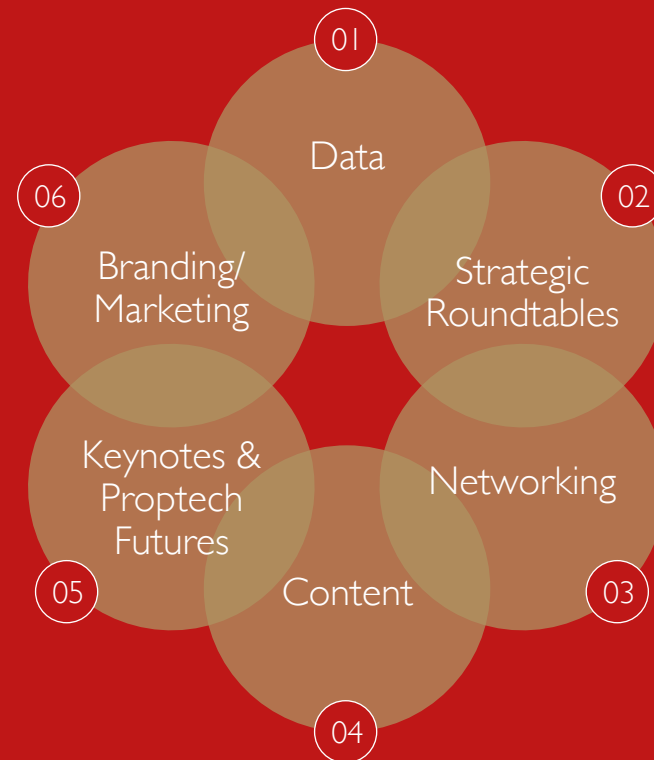 01
Data
02
Strategic
Roundtables
03
Networking
04
Content
05
Keynotes &
Proptech
Futures
06
Branding/
Marketing